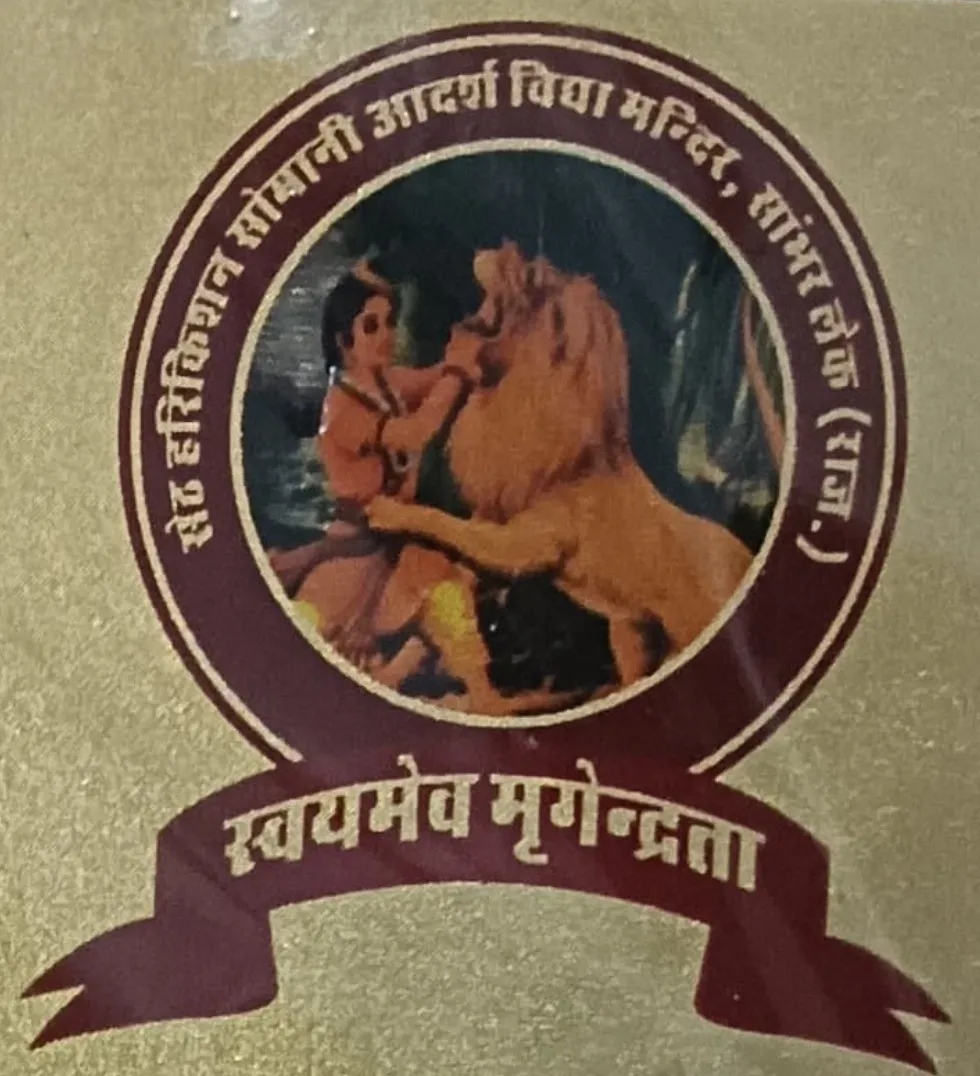 सेठ हरिकिशन सोमानी आदर्श विद्या मन्दिर, सांभर लेक (राज.)
स्वयमेव मृगेन्द्रता